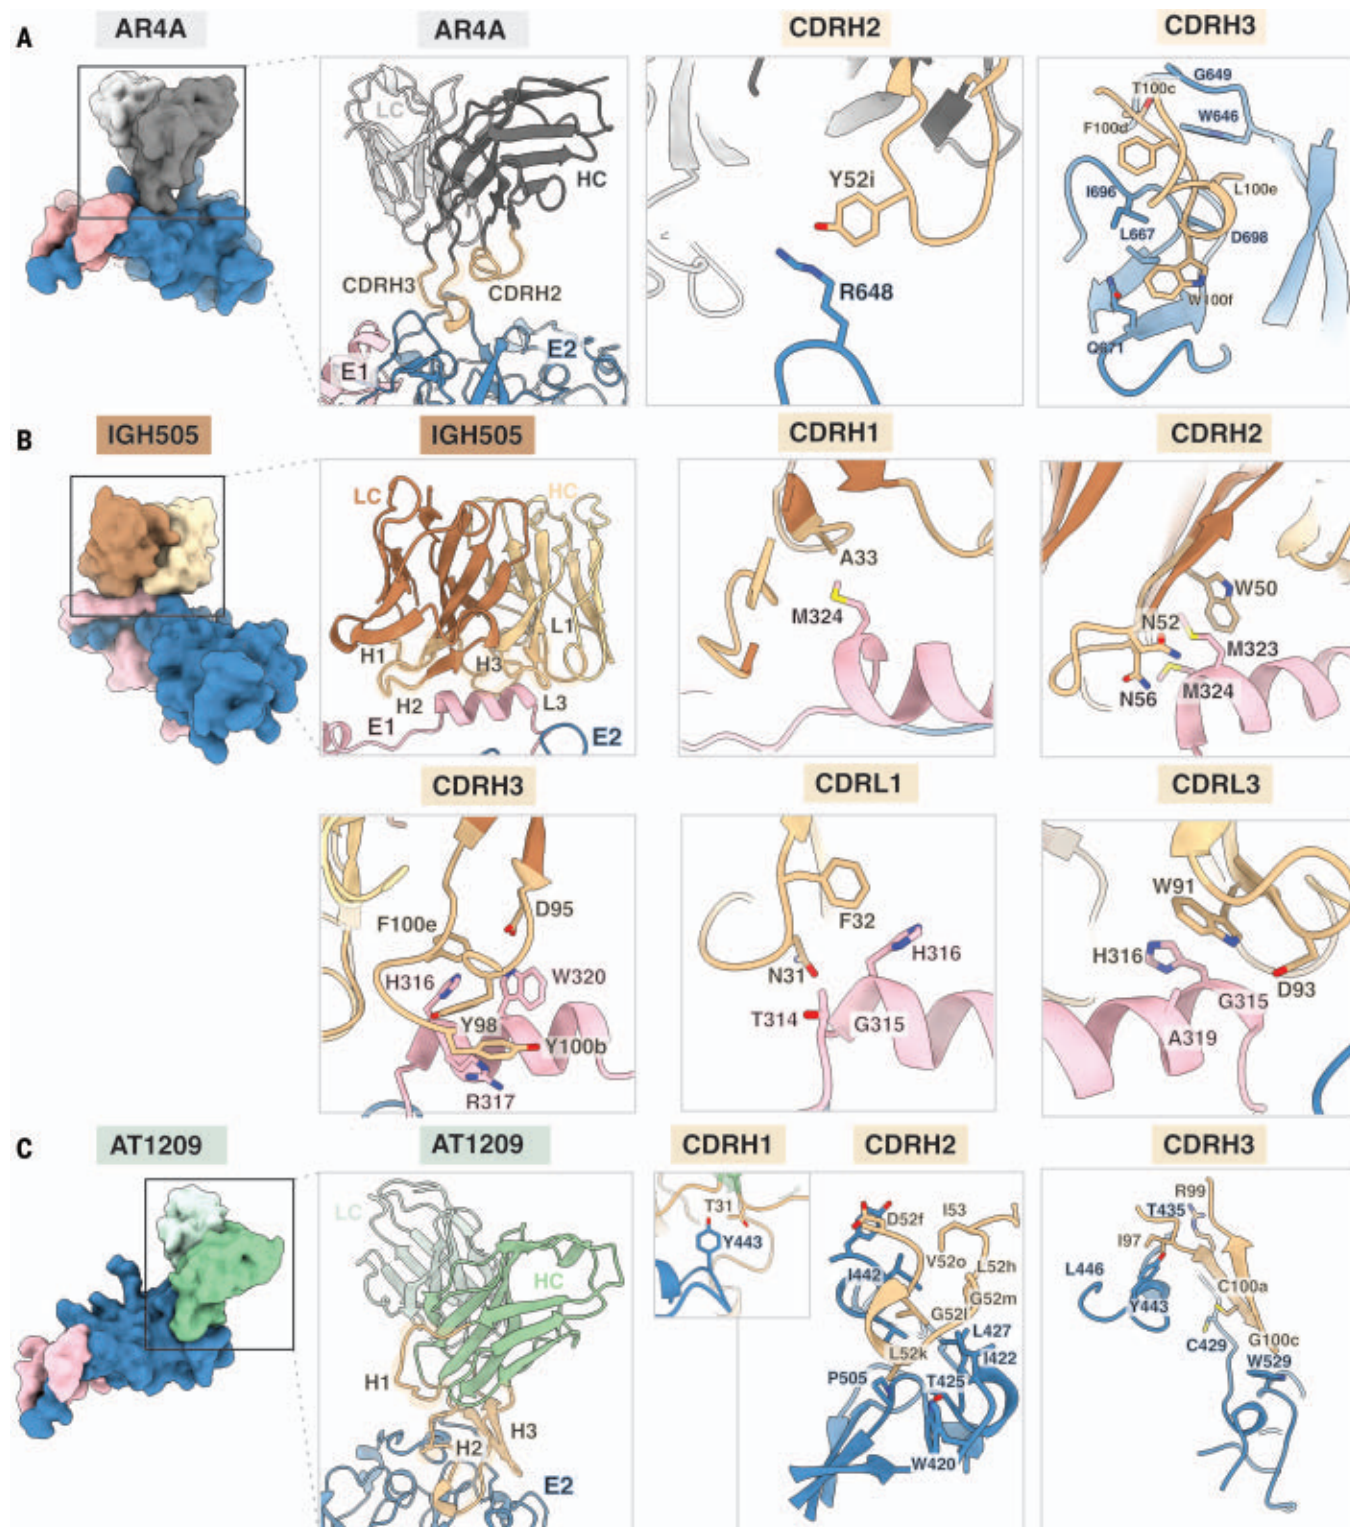 A
AR4A
AR4A
CDRH2
CDRH3
LC
HC
CDRH3
CDRH2
E1
E2
Y52i
R648
G649
T100c
W646
F100d
I696
L100e
L667
D698
W100f
Q671
B
IGH505
IGH505
CDRH1
CDRH2
LC
HC
H1
L1
H3
H2
L3
E1
E2
A33
M324
W50
N52
M323
N56
M324
CDRH3
CDRL1
CDRL3
F100e
D95
H316
W320
Y98
Y100b
R317
F32
N31
H316
T314
G315
W91
H316
D93
G315
A319
C
AT1209
AT1209
CDRH1
CDRH2
CDRH3
LC
HC
H1
H3
H2
E2
T31
Y443
D52f
I53
V52o
L52h
I442
G52m
G52l
L427
L52k
I422
P505
T425
W420
R99
T435
I97
L446
C100a
Y443
C429
G100c
W529